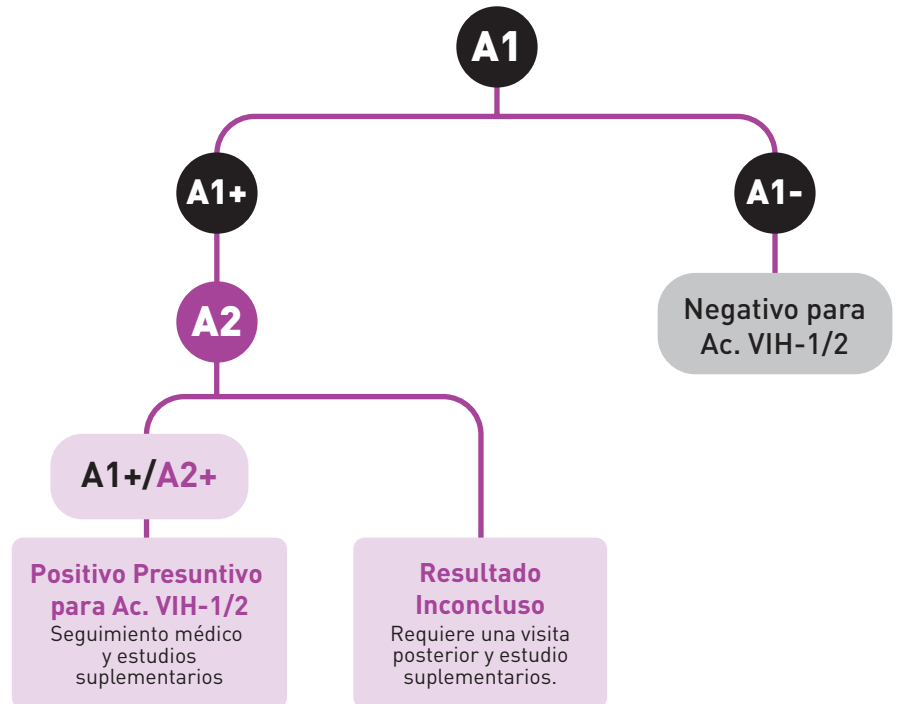 A1
A1+
A1-
A2
Negativo para
Ac. VIH-1/2
A1+/A2+
Positivo Presuntivo
para Ac. VIH-1/2
Seguimiento médico
y estudios
suplementarios
Resultado
Inconcluso
Requiere una visita
posterior y estudio
suplementarios.